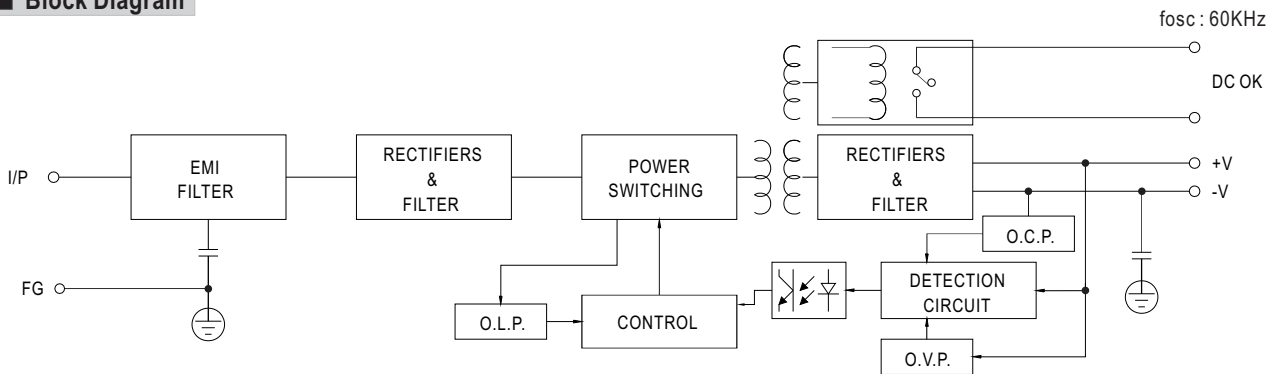 Block Diagram
fosc : 60KHz
DC OK
I/P
EMI
FILTER
RECTIFIERS
&
FILTER
POWER
SWITCHING
RECTIFIERS
&
FILTER
+V
-V
O.C.P.
FG
O.L.P.
CONTROL
DETECTION
CIRCUIT
O.V.P.